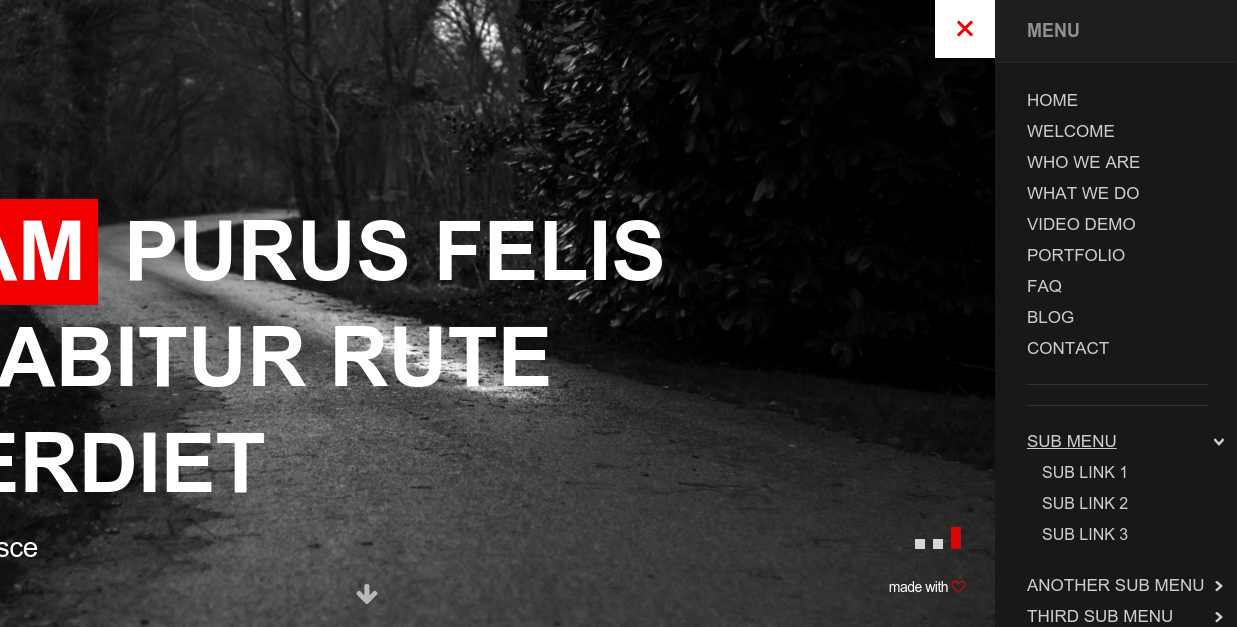 MENU
HOME
WELCOME
WHO WE ARE
WHAT WE DO
VIDEO DEMO
PORTFOLIO
FAQ
BLOG
CONTACT
SUB MENU
SUB LINK 1
SUB LINK 2
SUB LINK 3
ANOTHER SUB MENU
THIRD SUB MENU
AM PURUS FELIS
ABITUR RUTE
ERDIET
sce
made with